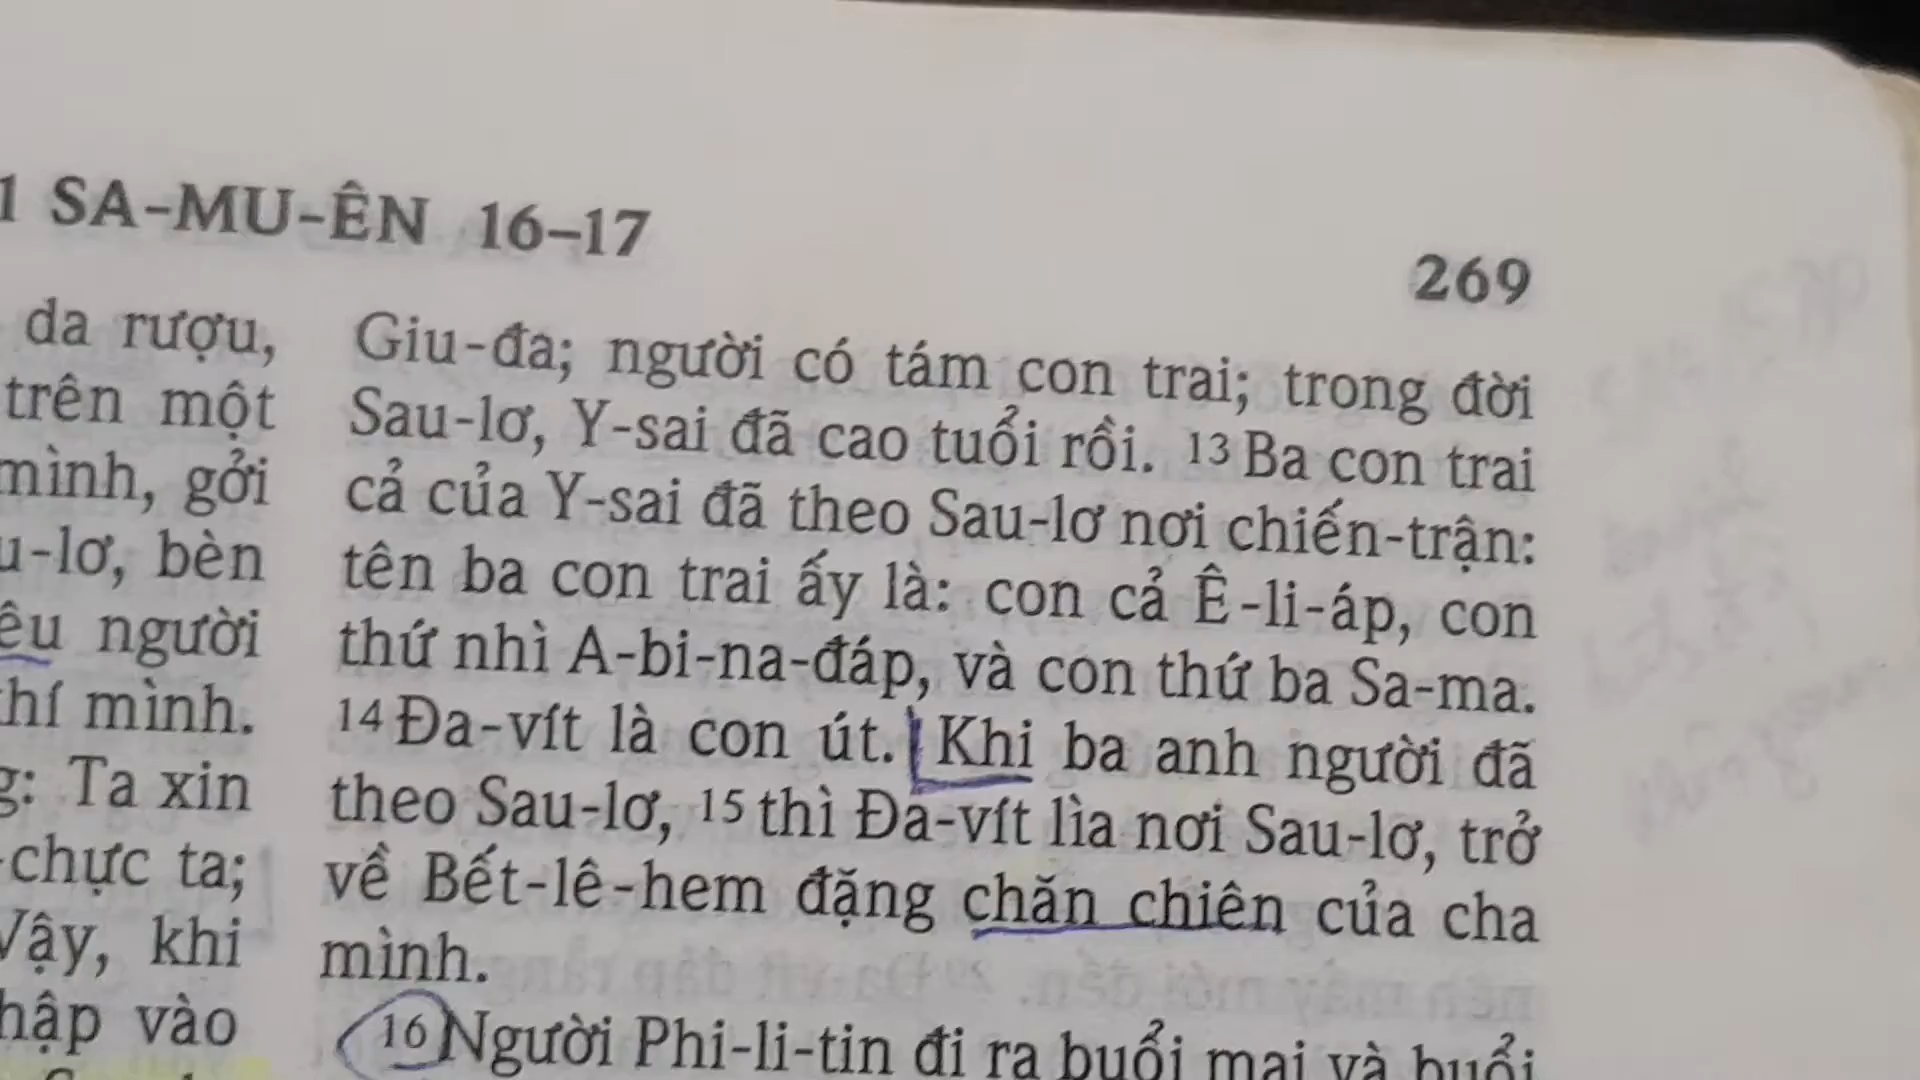 1 SA-MU-ÊN 16–17
269
da rượu,
trên một
mình, gởi
bèn
người
mình.
Ta xin
chực ta;
Vậy, khi
vào
Giu-đa; người có tám con trai; trong đời
Sau-lơ, Y-sai đã cao tuổi rồi. 13 Ba con trai
cả của Y-sai đã theo Sau-lơ nơi chiến-trận:
tên ba con trai ấy là: con cả Ê-li-áp, con
thứ nhì A-bi-na-đáp, và con thứ ba Sa-ma.
14 Đa-vít là con út. Khi ba anh người đã
theo Sau-lơ, 15 thì Đa-vít lìa nơi Sau-lơ, trở
về Bết-lê-hem đặng chăn chiên của cha
mình.
16 Người Phi-li-tin đi ra buổi mai và buổi